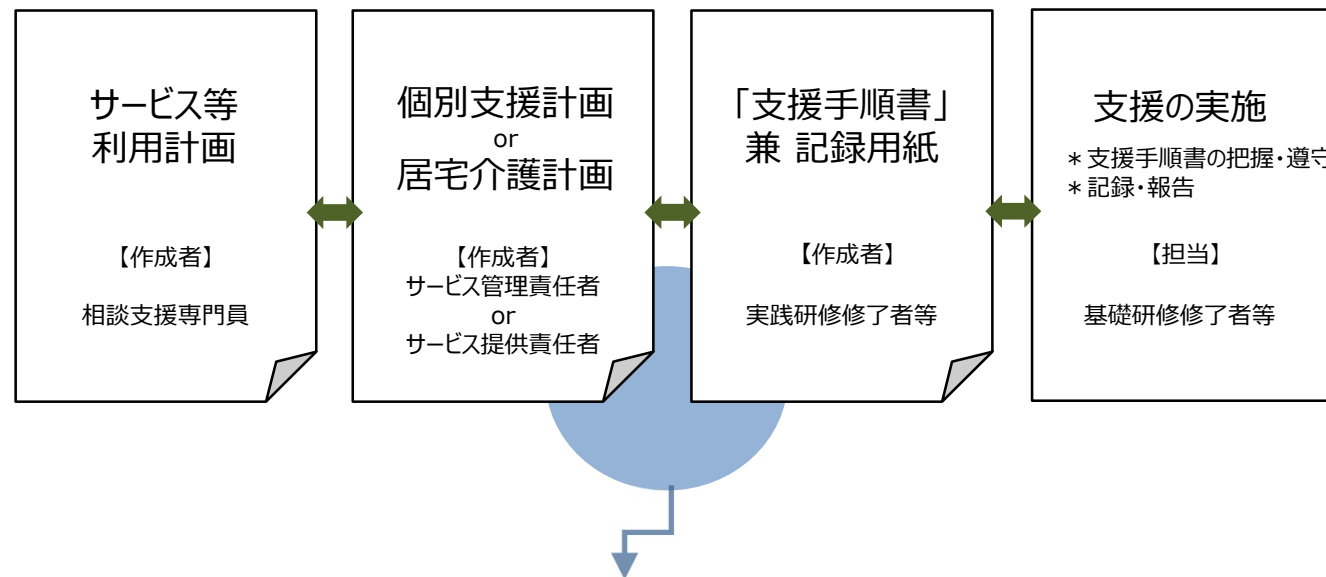 サービス等
利用計画
【作成者】
相談支援専門員
個別支援計画
or
居宅介護計画
【作成者】
サービス管理責任者
or
サービス提供責任者
「支援手順書」
兼 記録用紙
【作成者】
実践研修修了者等
支援の実施
＊支援手順書の把握・遵守
＊記録・報告
【担当】
基礎研修修了者等